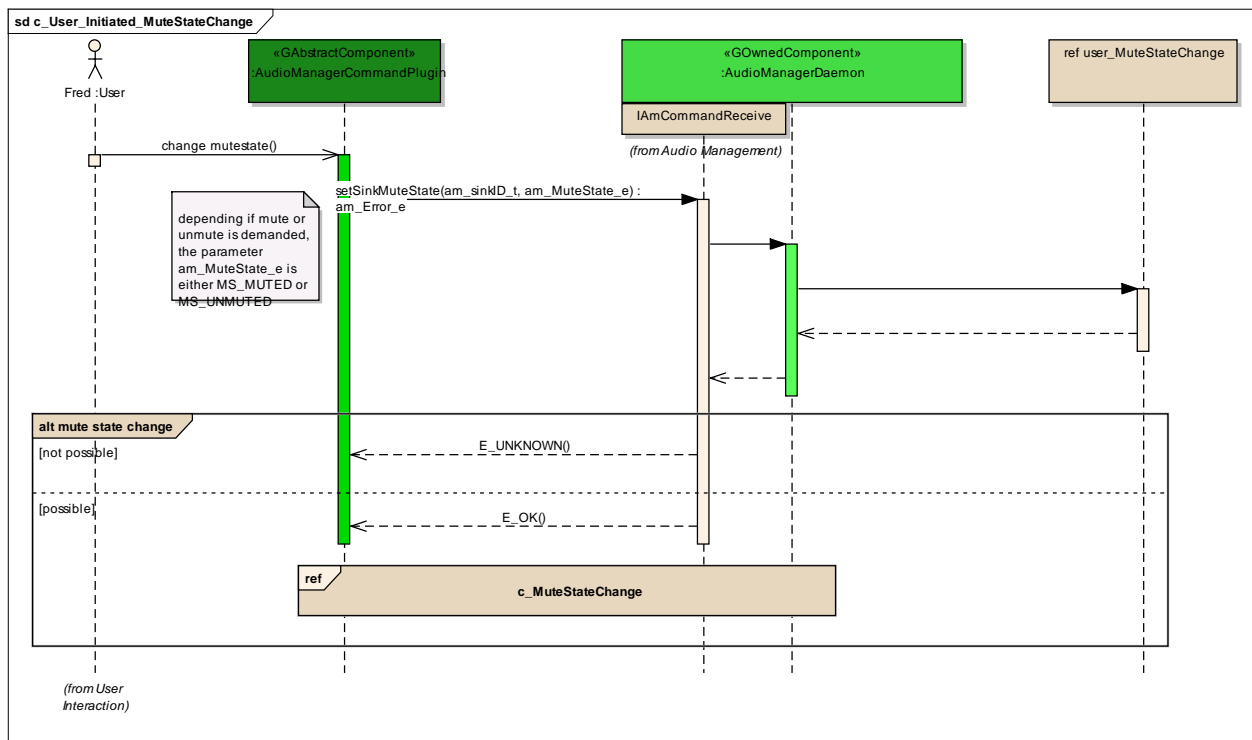 sd c_User_Initiated_MuteStateChange
«GAbstractComponent»
:AudioManagerCommandPlugin
«GOwnedComponent»
:AudioManagerDaemon
ref user_MuteStateChange
Fred :User
IAmCommandReceive
(from Audio Management)
change mutestate()
setSinkMuteState(am_sinkID_t, am_MuteState_e) :
am_Error_e
depending if mute or
unmute is demanded,
the parameter
am_MuteState_e is
either MS_MUTED or
MS_UNMUTED
alt mute state change
[not possible]
E_UNKNOWN()
[possible]
E_OK()
ref
c_MuteStateChange
(from User
Interaction)